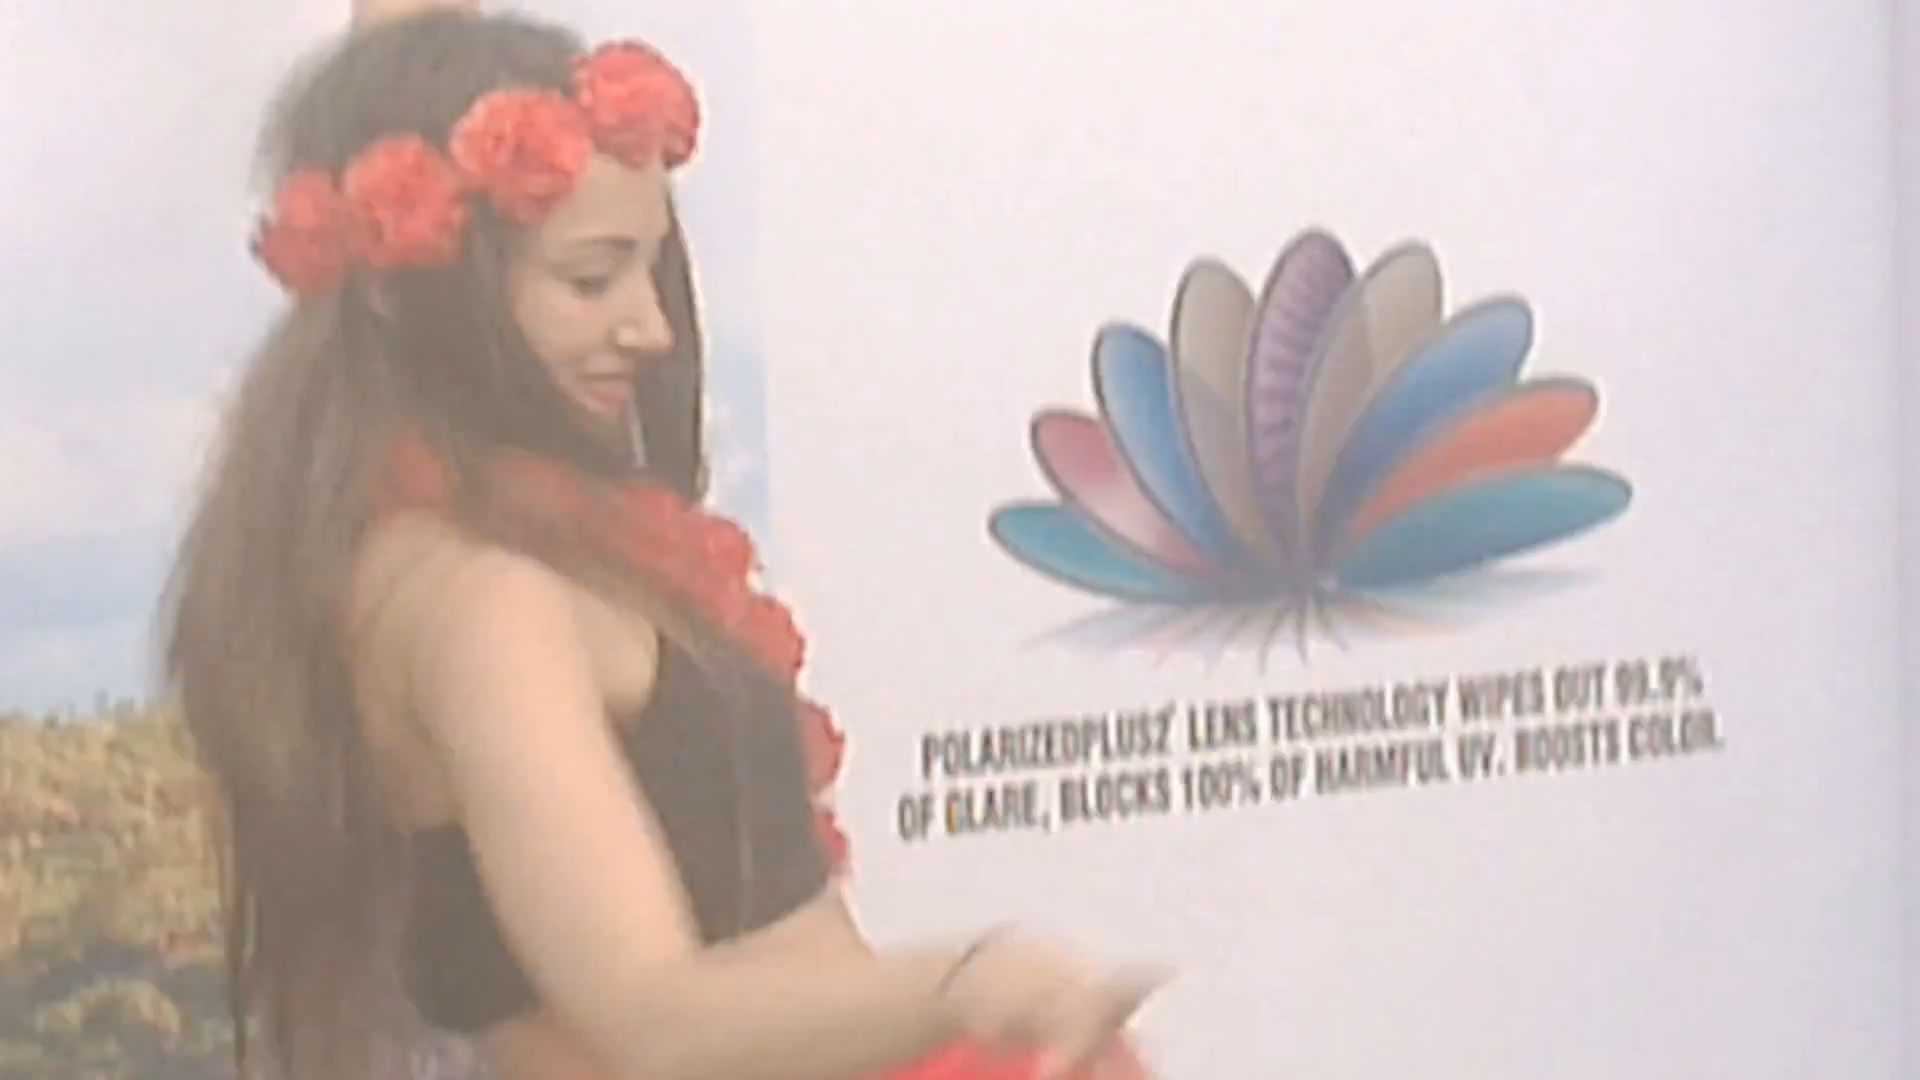 POLARIZEDPLUS2® LENS TECHNOLOGY WIPES OUT 99.9%
OF GLARE, BLOCKS 100% OF HARMFUL UV. BOOSTS COLOR.